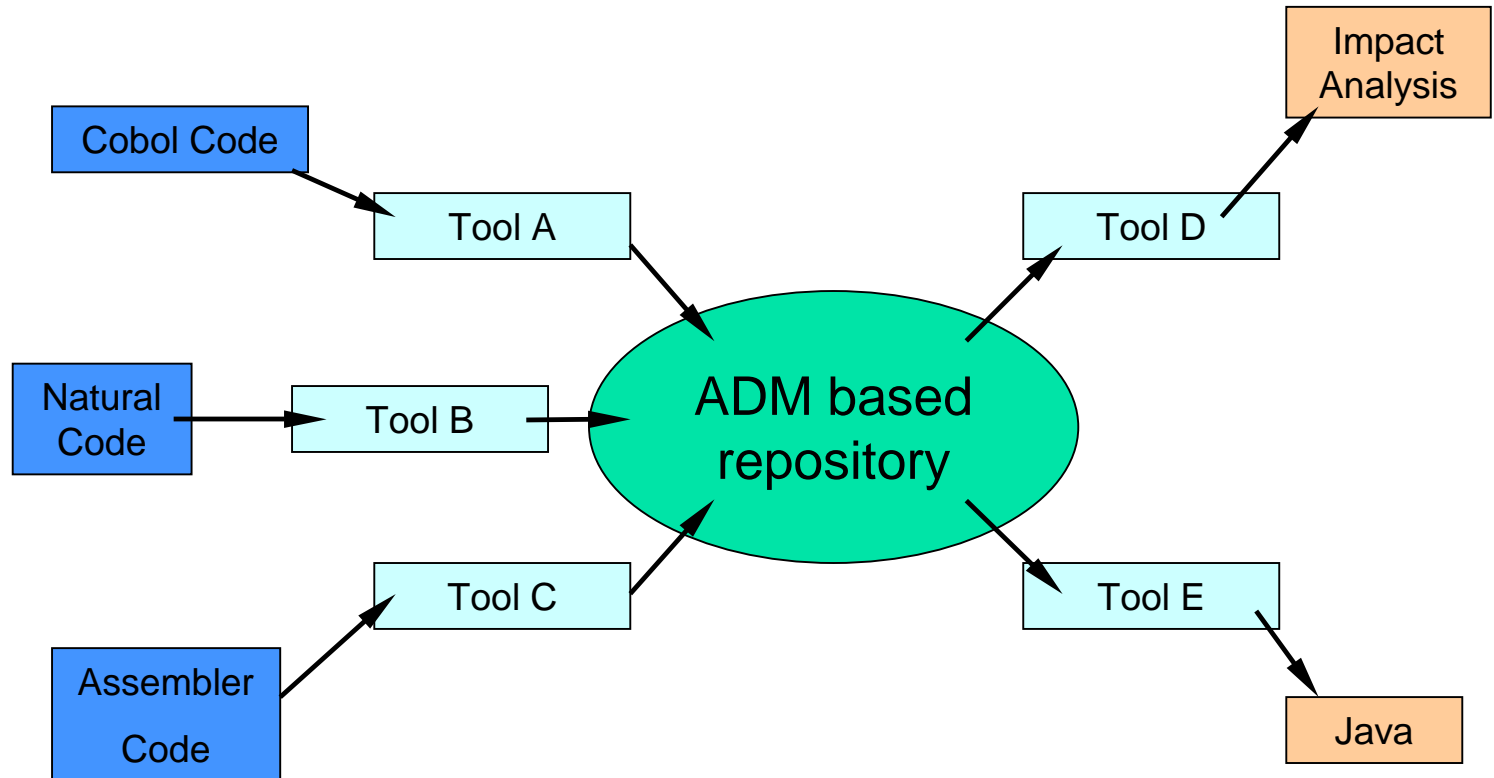 Impact
Analysis
Cobol Code
Tool A
Tool D
Natural
Code
Tool B
ADM based
repository
Tool C
Tool E
Assembler
Code
Java